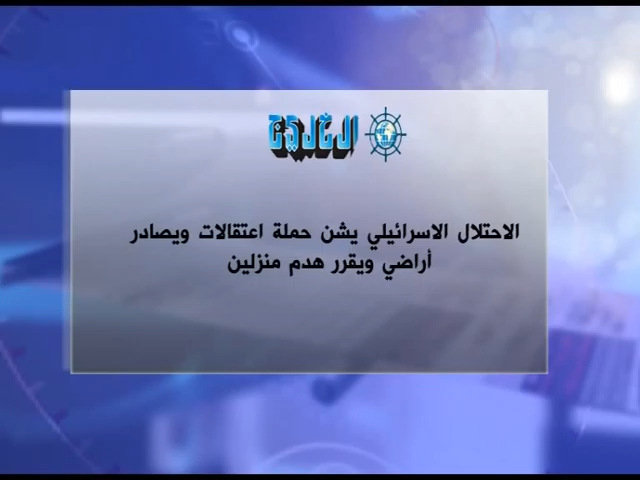 الخليج
الاحتلال الاسرائيلي يشن حملة اعتقالات ويصادر
أراضي ويقرر هدم منزلين